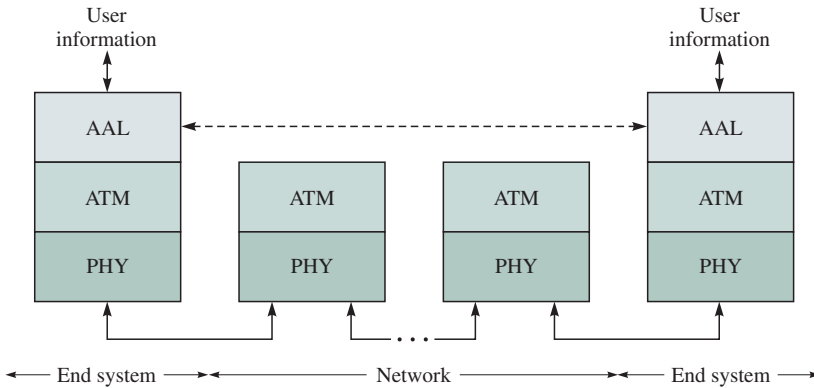 User
information
User
information
AAL
AAL
ATM
ATM
ATM
ATM
PHY
PHY
PHY
PHY
...
End system
Network
End system